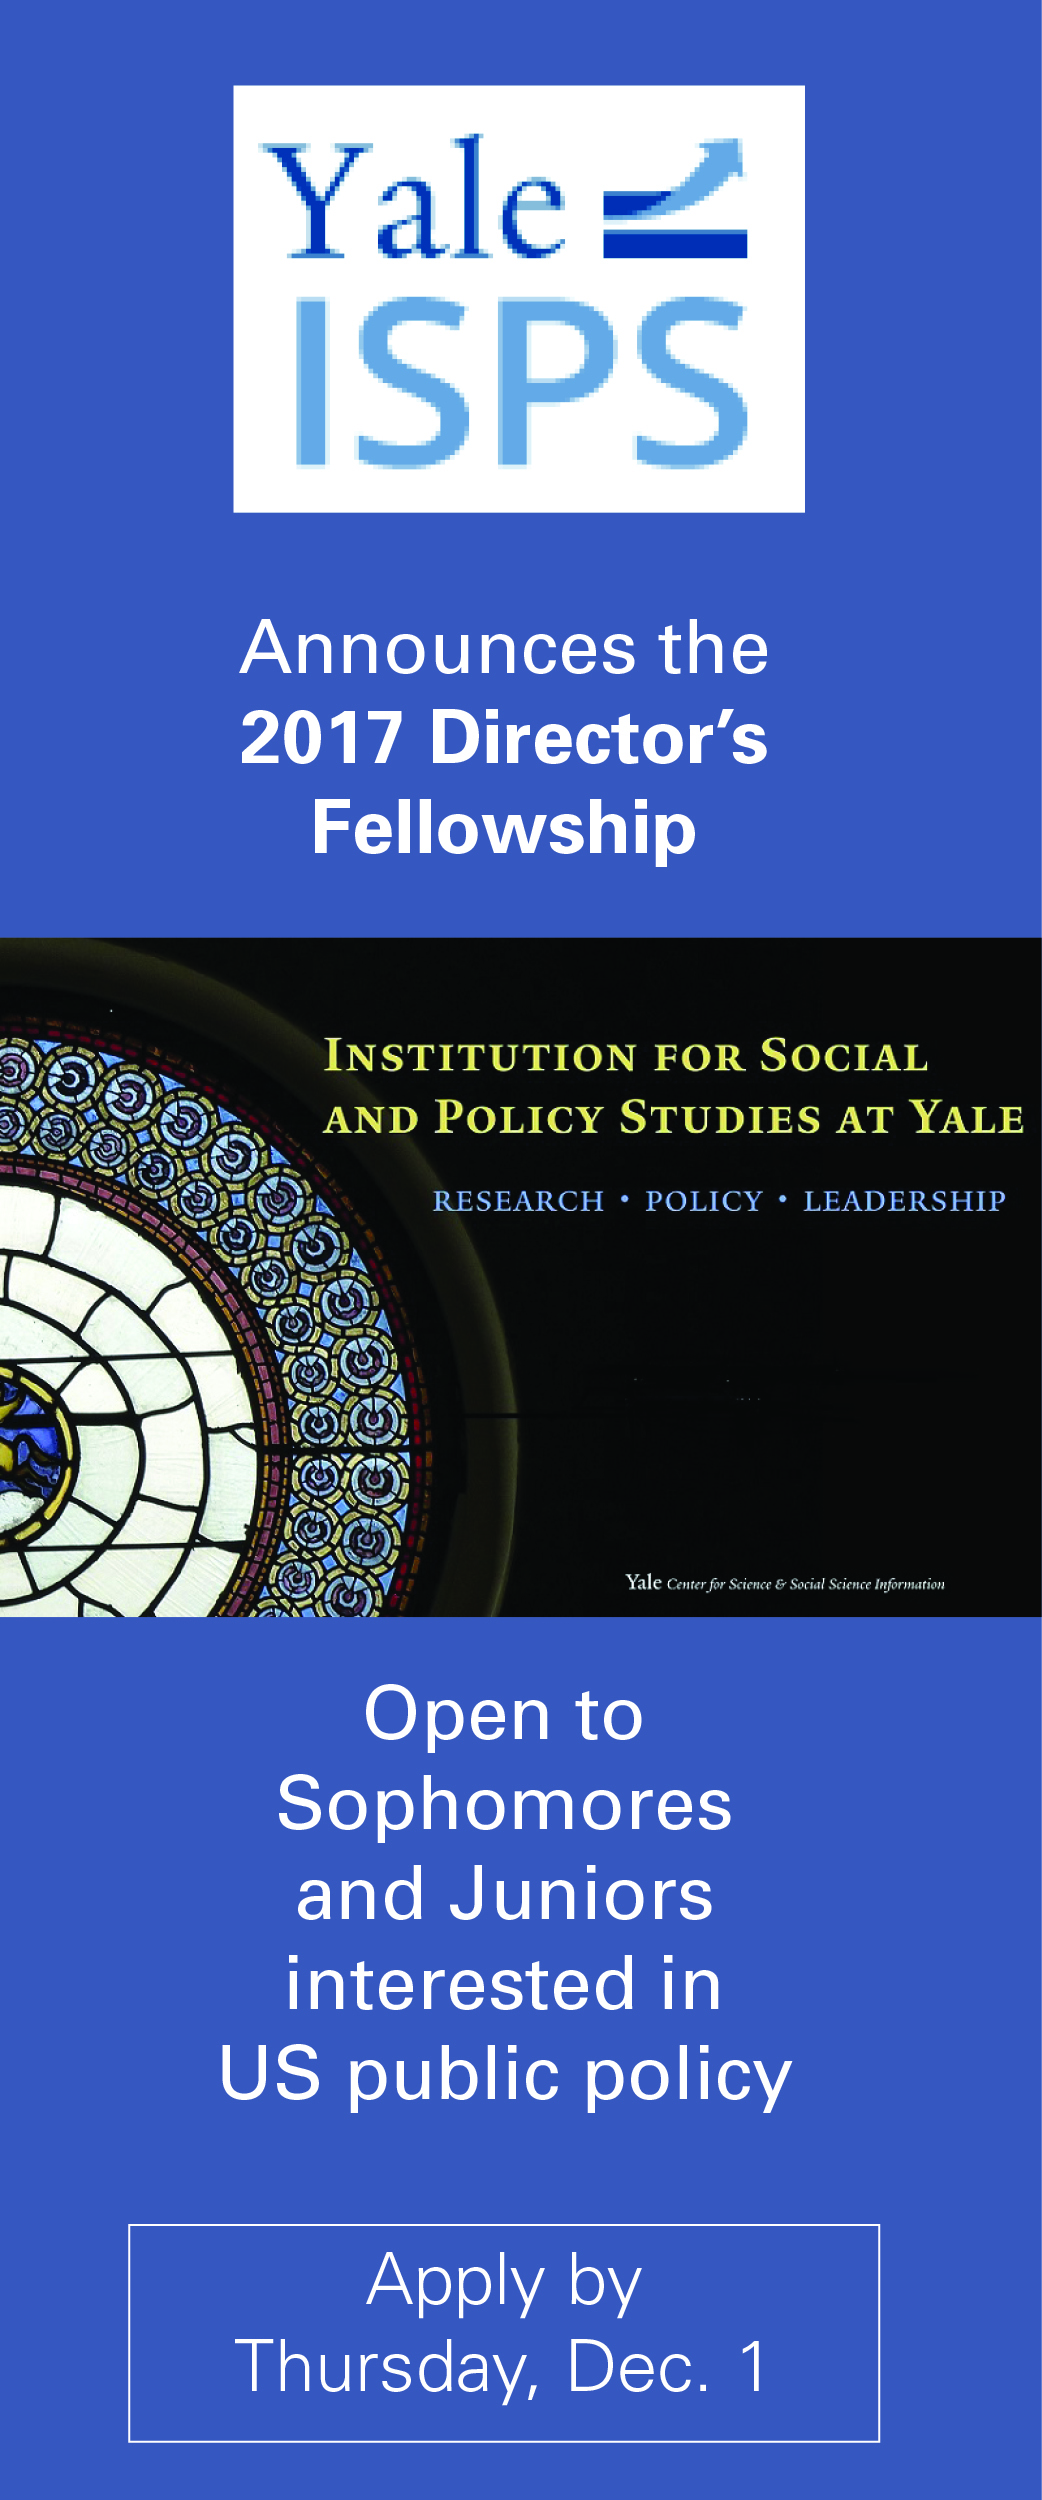 Yale
ISPS
Announces the
2017 Director’s
Fellowship
INSTITUTION FOR SOCIAL
AND POLICY STUDIES AT YALE
RESEARCH • POLICY • LEADERSHIP
Yale Center for Science & Social Science Information
Open to
Sophomores
and Juniors
interested in
US public policy
Apply by
Thursday, Dec. 1